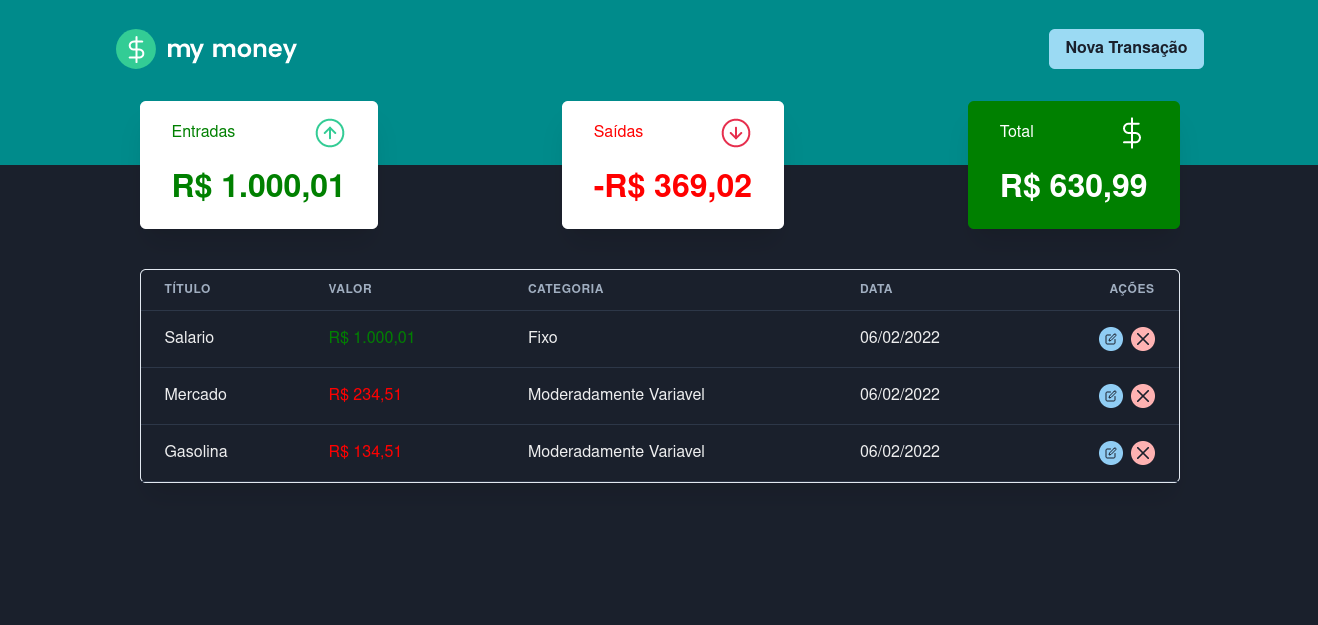 my money
Nova Transação
Entradas
R$ 1.000,01
Saídas
-R$ 369,02
Total
R$ 630,99
TÍTULO VALOR CATEGORIA DATA AÇÕES
Salario R$ 1.000,01 Fixo 06/02/2022
Mercado R$ 234,51 Moderadamente Variavel 06/02/2022
Gasolina R$ 134,51 Moderadamente Variavel 06/02/2022